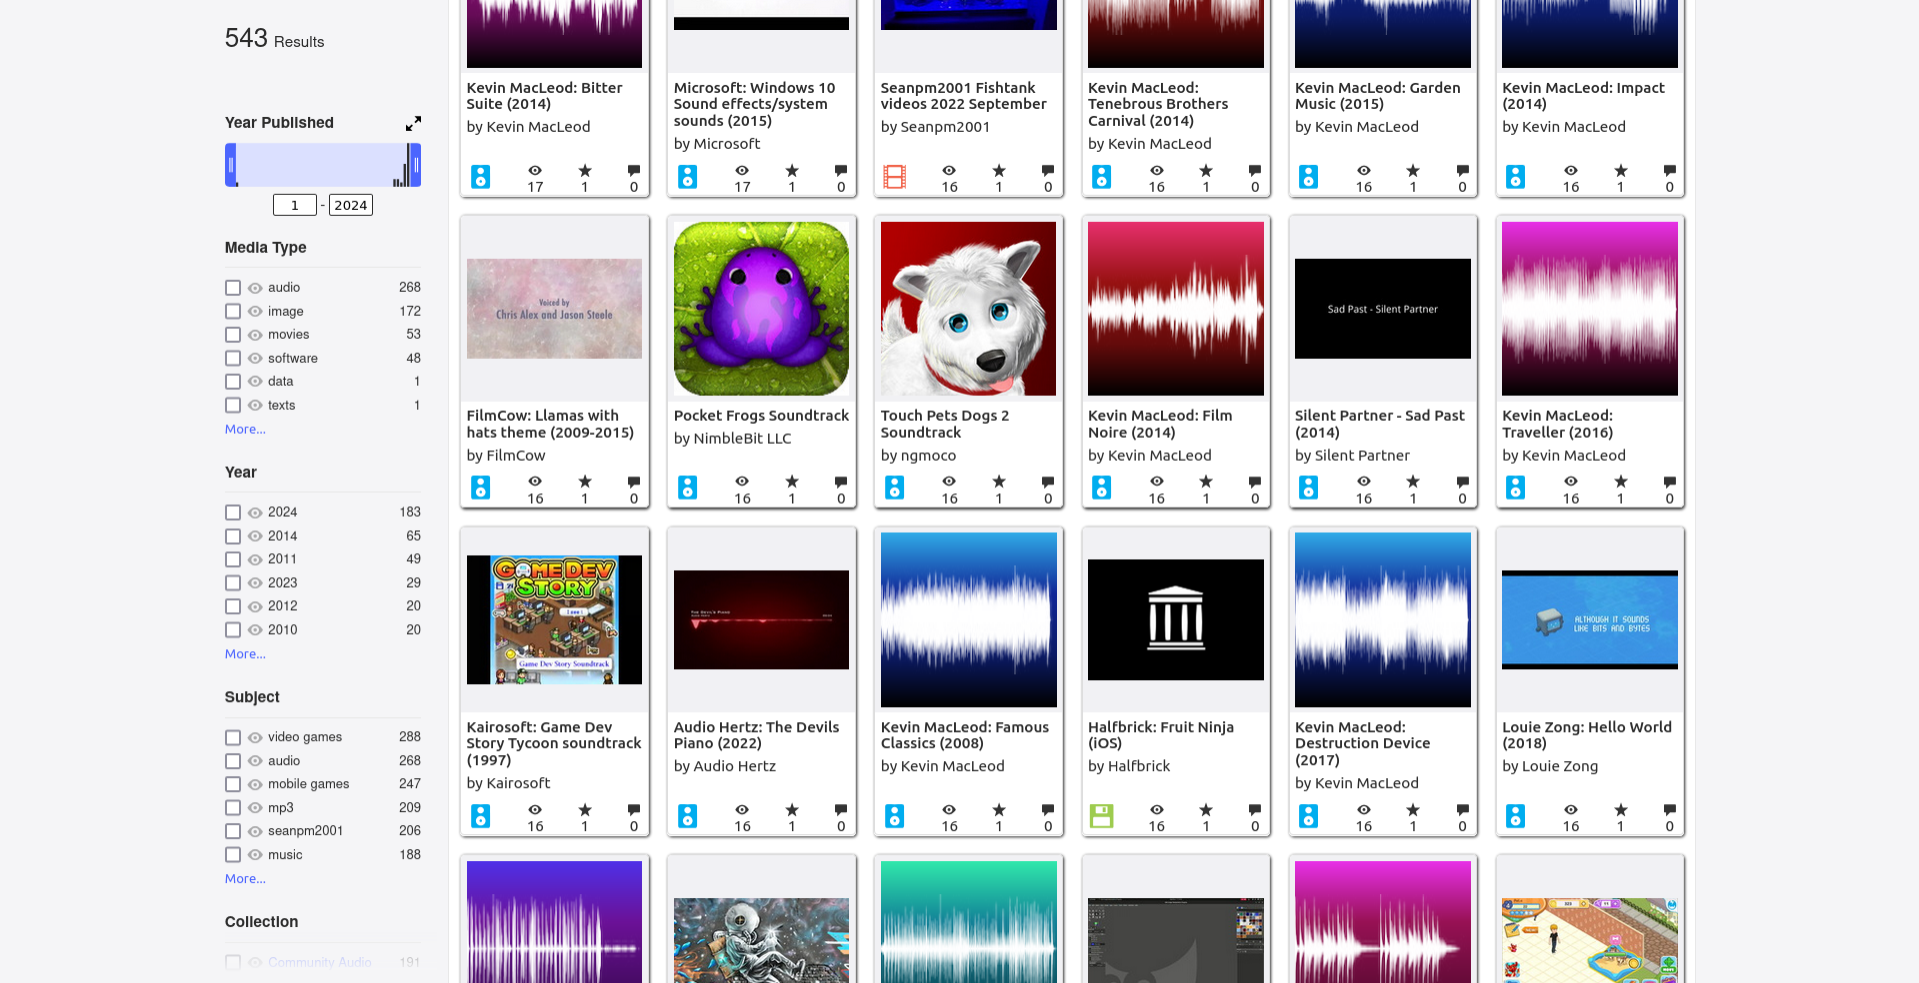 543 Results
Year Published
1 - 2024
Media Type
audio 268
image 172
movies 53
software 48
data 1
texts 1
More...
Year
2024 183
2014 65
2011 49
2023 29
2012 20
2010 20
More...
Subject
video games 288
audio 268
mobile games 247
mp3 209
seanpm2001 206
music 188
More...
Collection
Community Audio 191
Kevin MacLeod: Bitter
Suite (2014)
by Kevin MacLeod
17 1 0
Microsoft: Windows 10
Sound effects/system
sounds (2015)
by Microsoft
17 1 0
Seanpm2001 Fishtank
videos 2022 September
by Seanpm2001
16 1 0
Kevin MacLeod:
Tenebrous Brothers
Carnival (2014)
by Kevin MacLeod
16 1 0
Kevin MacLeod: Garden
Music (2015)
by Kevin MacLeod
16 1 0
Kevin MacLeod: Impact
(2014)
by Kevin MacLeod
16 1 0
Voiced by
Chris Alex and Jason Steele
FilmCow: Llamas with
hats theme (2009-2015)
by FilmCow
16 1 0
Pocket Frogs Soundtrack
by NimbleBit LLC
16 1 0
Touch Pets Dogs 2
Soundtrack
by ngmoco
16 1 0
Kevin MacLeod: Film
Noire (2014)
by Kevin MacLeod
16 1 0
Sad Past - Silent Partner
Silent Partner - Sad Past
(2014)
by Silent Partner
16 1 0
Kevin MacLeod:
Traveller (2016)
by Kevin MacLeod
16 1 0
GAME DEV
STORY
Game Dev Story Soundtrack
Kairosoft: Game Dev
Story Tycoon soundtrack
(1997)
by Kairosoft
16 1 0
The Devil's Piano
Audio Hertz: The Devils
Piano (2022)
by Audio Hertz
16 1 0
Kevin MacLeod: Famous
Classics (2008)
by Kevin MacLeod
16 1 0
Halfbrick: Fruit Ninja
(iOS)
by Halfbrick
16 1 0
Kevin MacLeod:
Destruction Device
(2017)
by Kevin MacLeod
16 1 0
ALTHOUGH IT SOUNDS
LIKE BITS AND BYTES
Louie Zong: Hello World
(2018)
by Louie Zong
16 1 0